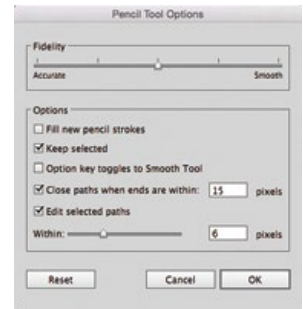 Pencil Tool Options
Fidelity
Accurate Smooth
Options
Fill new pencil strokes
Keep selected
Option key toggles to Smooth Tool
Close paths when ends are within: 15 pixels
Edit selected paths
Within: 6 pixels
Reset Cancel OK